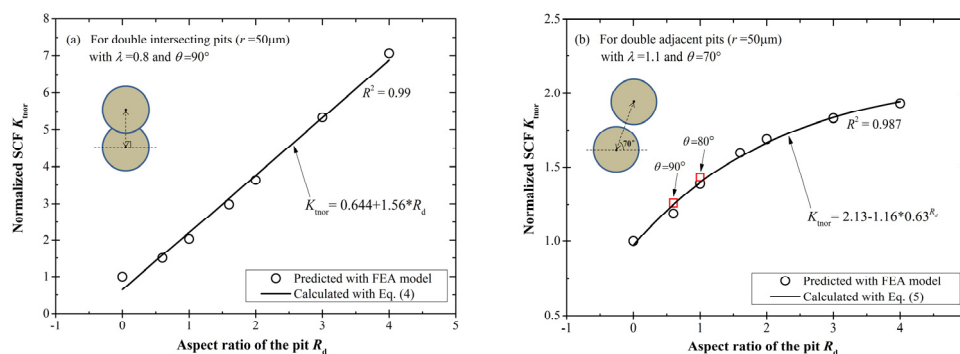 (a) For double intersecting pits (r=50μm)
with λ=0.8 and θ=90°
R² = 0.99
K_tnor = 0.644+1.56*R_d
Predicted with FEA model
Calculated with Eq. (4)
Normalized SCF K_tnor
8
7
6
5
4
3
2
1
0
-1 0 1 2 3 4 5
Aspect ratio of the pit R_d
(b) For double adjacent pits (r=50μm)
with λ=1.1 and θ=70°
70°
θ=90°
θ=80°
R² = 0.987
K_tnor − 2.13-1.16*0.63^R_d
Predicted with FEA model
Calculated with Eq. (5)
Normalized SCF K_tnor
2.5
2.0
1.5
1.0
0.5
-1 0 1 2 3 4 5
Aspect ratio of the pit R_d